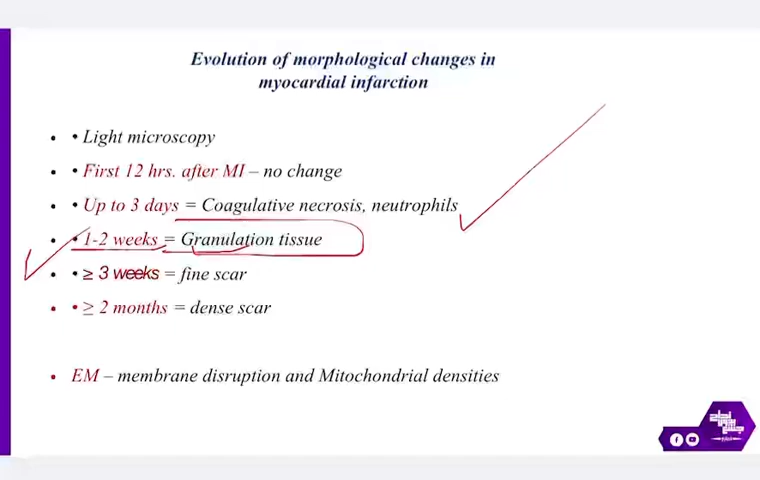 Evolution of morphological changes in
myocardial infarction
• • Light microscopy
• • First 12 hrs. after MI – no change
• • Up to 3 days = Coagulative necrosis, neutrophils
• • 1-2 weeks = Granulation tissue
• • ≥ 3 weeks = fine scar
• • ≥ 2 months = dense scar
• EM – membrane disruption and Mitochondrial densities